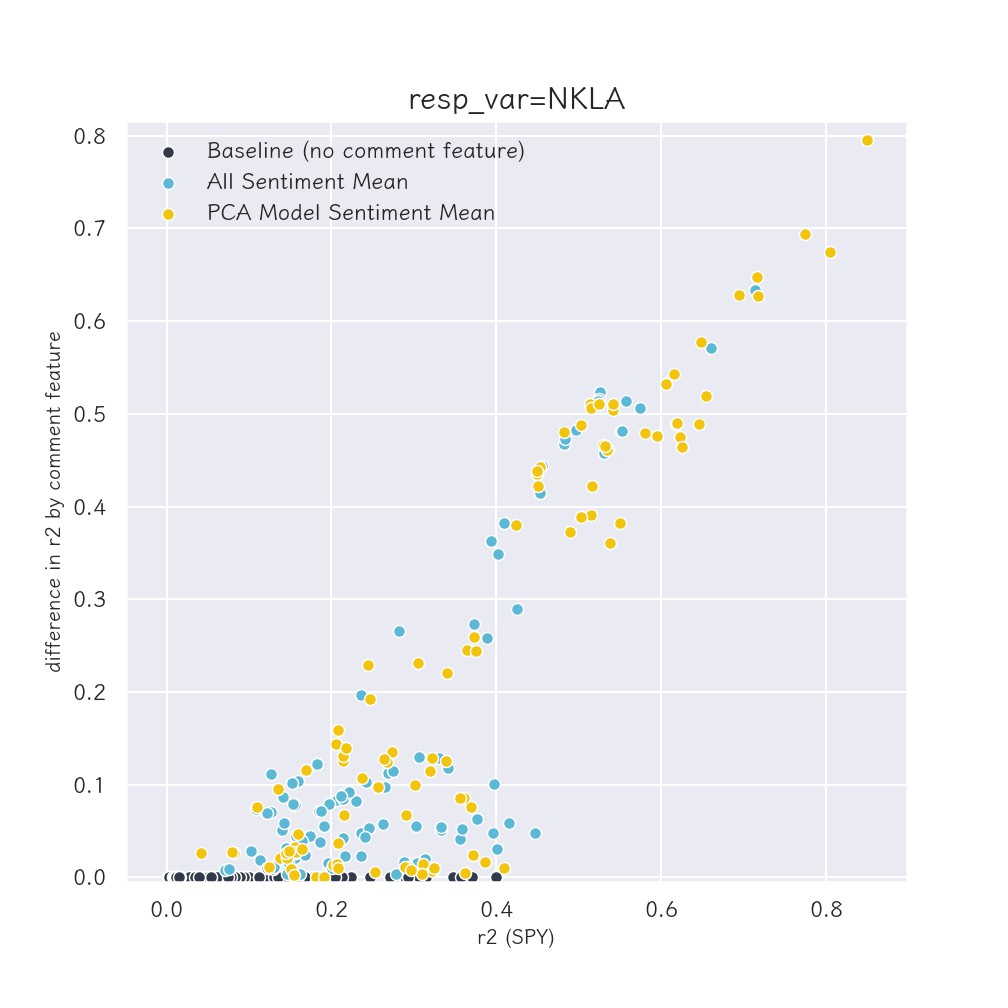 resp_var=NKLA
Baseline (no comment feature)
All Sentiment Mean
PCA Model Sentiment Mean
difference in r2 by comment feature
0.8
0.7
0.6
0.5
0.4
0.3
0.2
0.1
0.0
0.0 0.2 0.4 0.6 0.8
r2 (SPY)